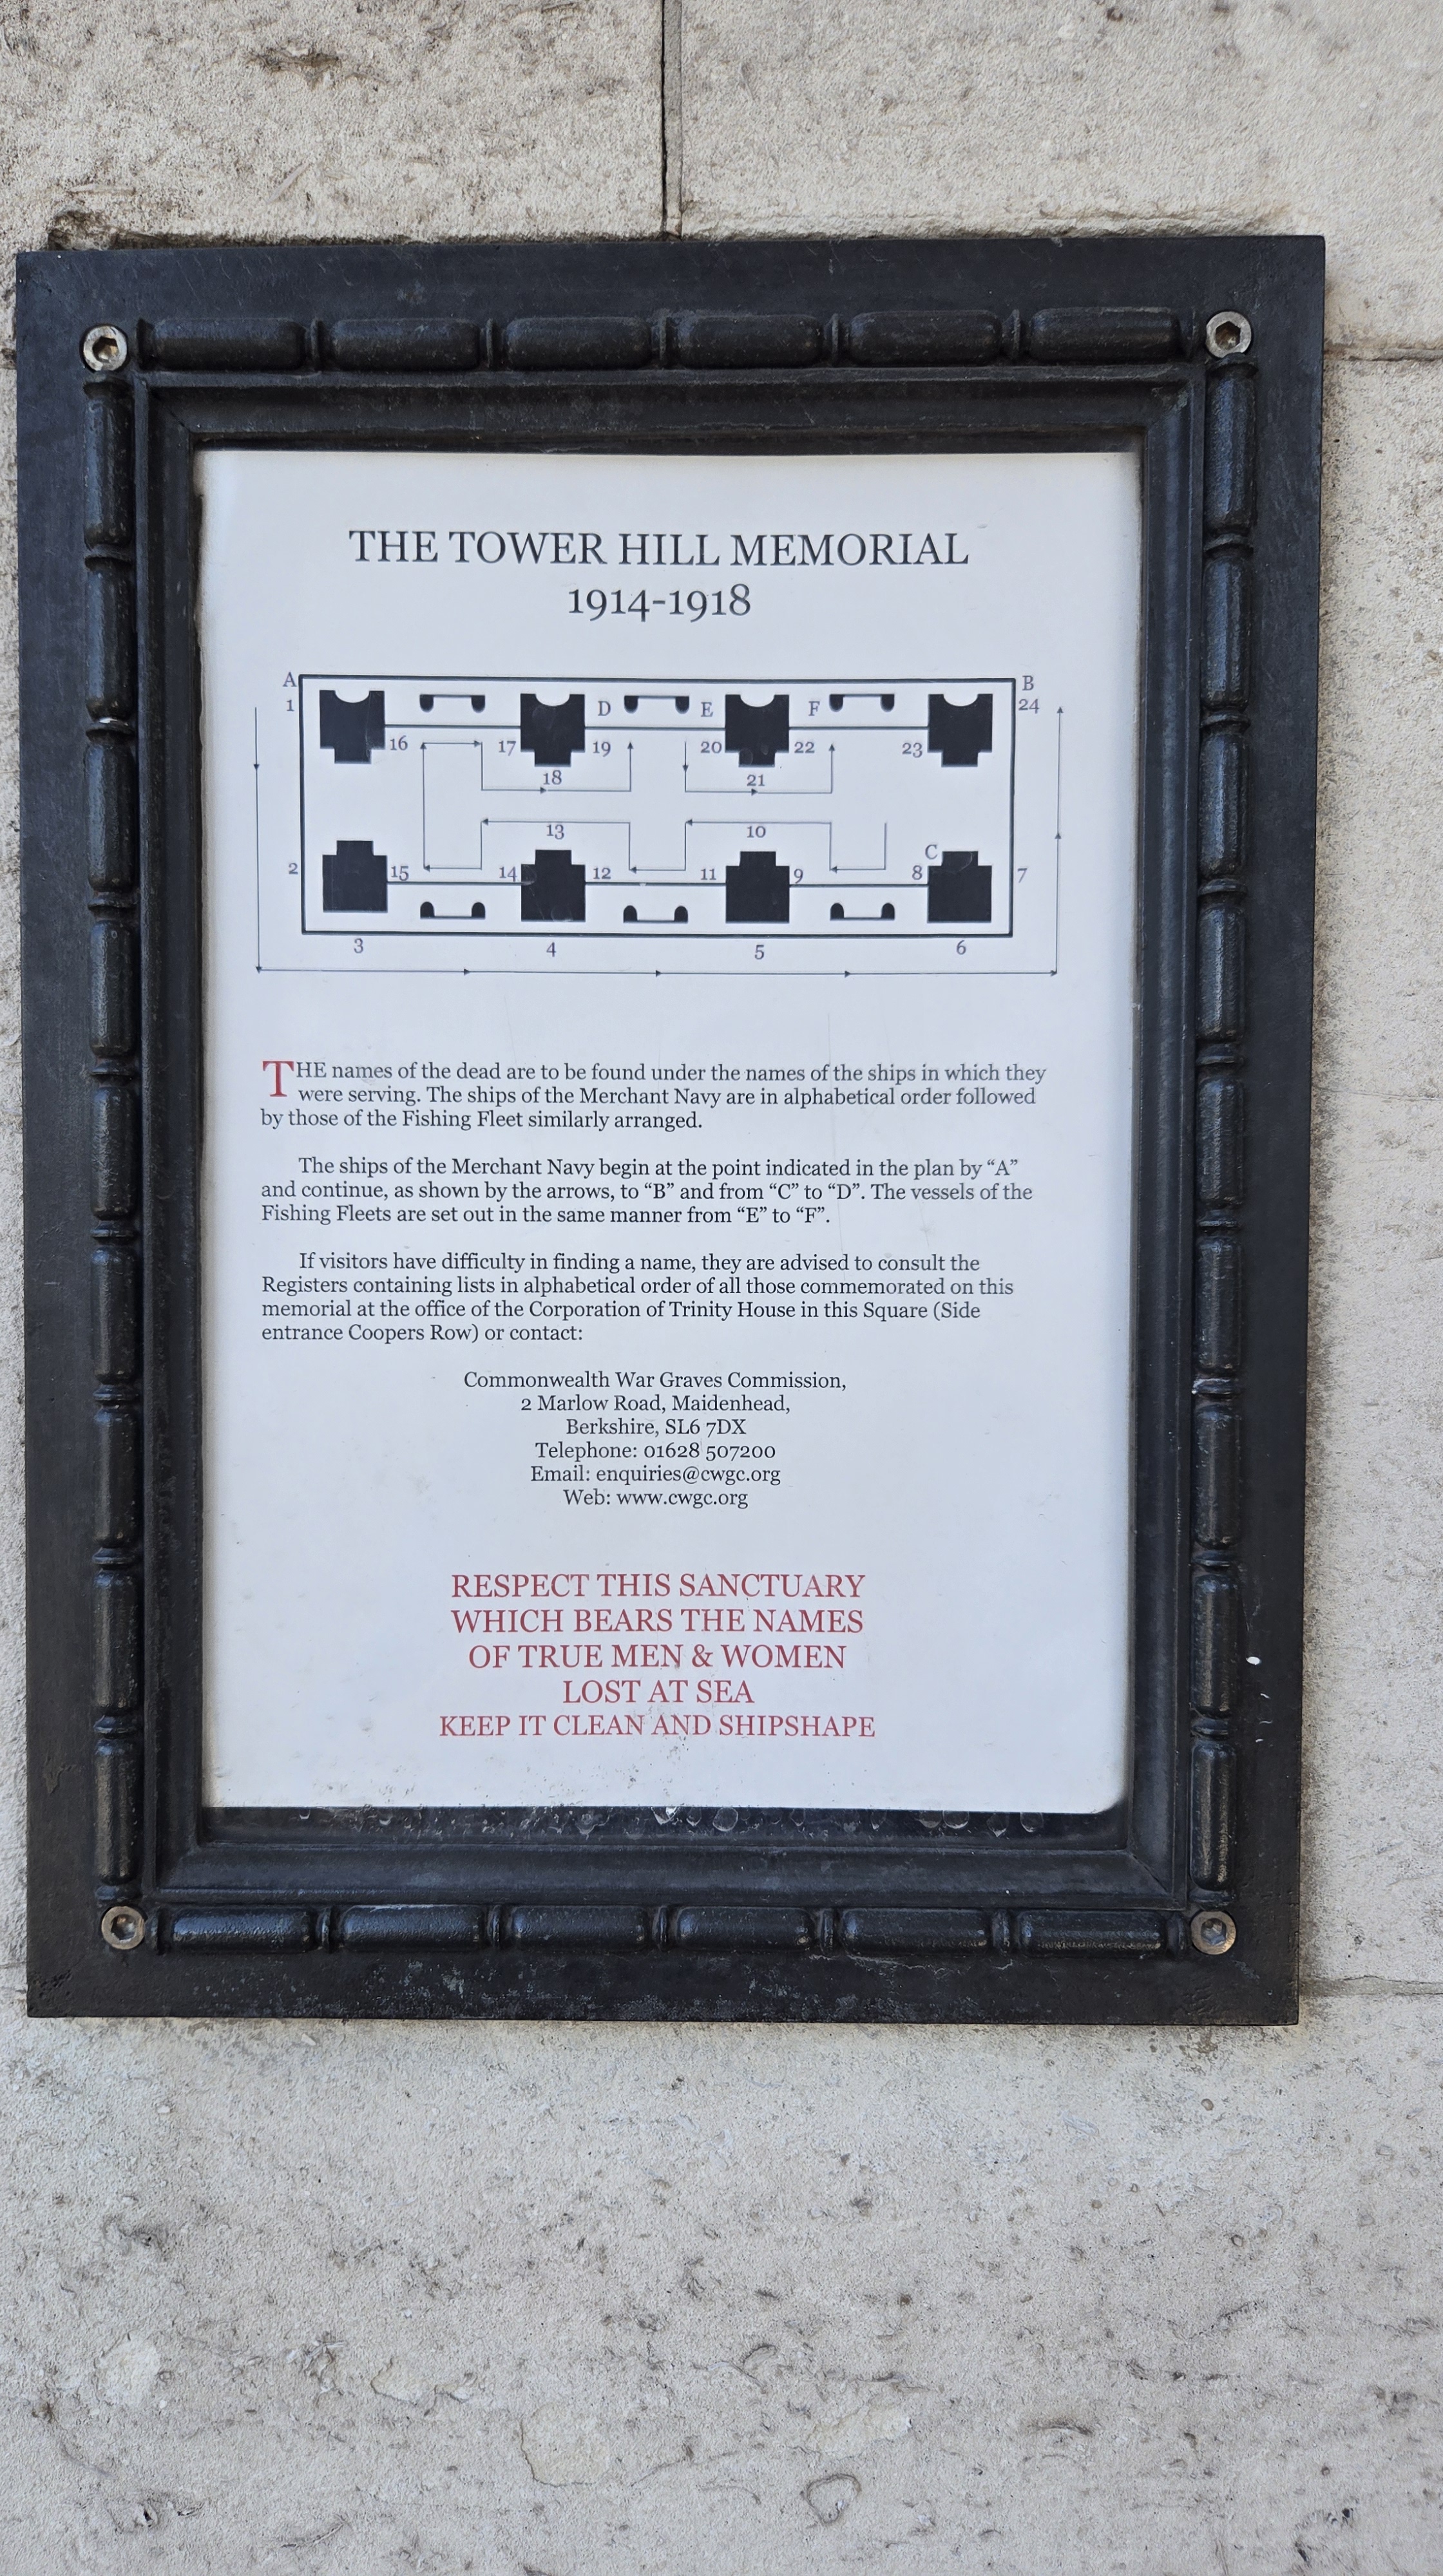 THE TOWER HILL MEMORIAL
1914-1918
A B
1 D E F 24
16 17 19 20 22 23
18 21
13 10
C
2 15 14 12 11 9 8 7
3 4 5 6
THE names of the dead are to be found under the names of the ships in which they
were serving. The ships of the Merchant Navy are in alphabetical order followed
by those of the Fishing Fleet similarly arranged.
The ships of the Merchant Navy begin at the point indicated in the plan by “A”
and continue, as shown by the arrows, to “B” and from “C” to “D”. The vessels of the
Fishing Fleets are set out in the same manner from “E” to “F”.
If visitors have difficulty in finding a name, they are advised to consult the
Registers containing lists in alphabetical order of all those commemorated on this
memorial at the office of the Corporation of Trinity House in this Square (Side
entrance Coopers Row) or contact:
Commonwealth War Graves Commission,
2 Marlow Road, Maidenhead,
Berkshire, SL6 7DX
Telephone: 01628 507200
Email: enquiries@cwgc.org
Web: www.cwgc.org
RESPECT THIS SANCTUARY
WHICH BEARS THE NAMES
OF TRUE MEN & WOMEN
LOST AT SEA
KEEP IT CLEAN AND SHIPSHAPE